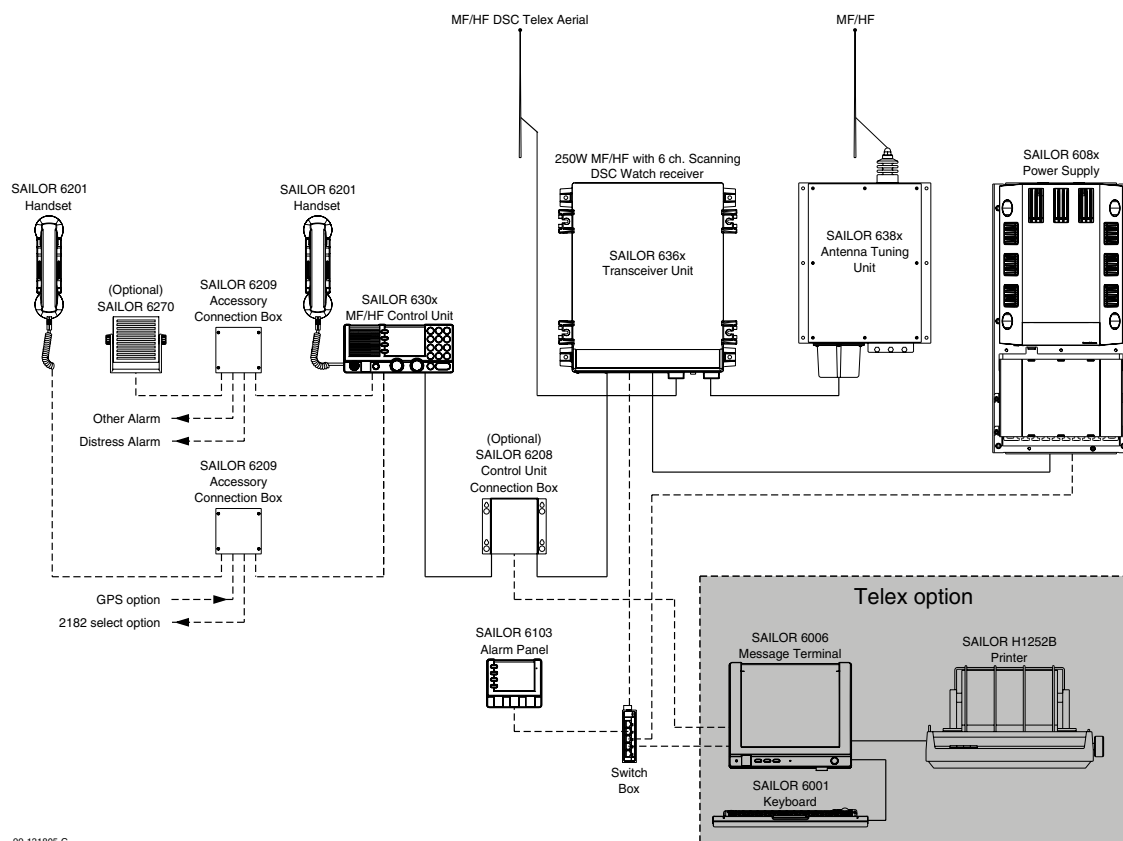 MF/HF DSC Telex Aerial
MF/HF
250W MF/HF with 6 ch. Scanning
DSC Watch receiver
SAILOR 608x
Power Supply
SAILOR 6201
Handset
SAILOR 6201
Handset
SAILOR 636x
Transceiver Unit
SAILOR 638x
Antenna Tuning
Unit
(Optional)
SAILOR 6270
SAILOR 6209
Accessory
Connection Box
SAILOR 630x
MF/HF Control Unit
Other Alarm
Distress Alarm
(Optional)
SAILOR 6208
Control Unit
Connection Box
SAILOR 6209
Accessory
Connection Box
GPS option
2182 select option
Telex option
SAILOR 6103
Alarm Panel
SAILOR 6006
Message Terminal
SAILOR H1252B
Printer
Switch
Box
SAILOR 6001
Keyboard